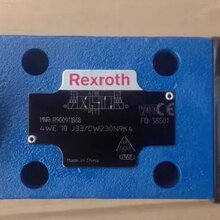 Rexroth
MNR: R900911868
FD: 55501
4WE 10 J33/CW230N9K4
Made in China